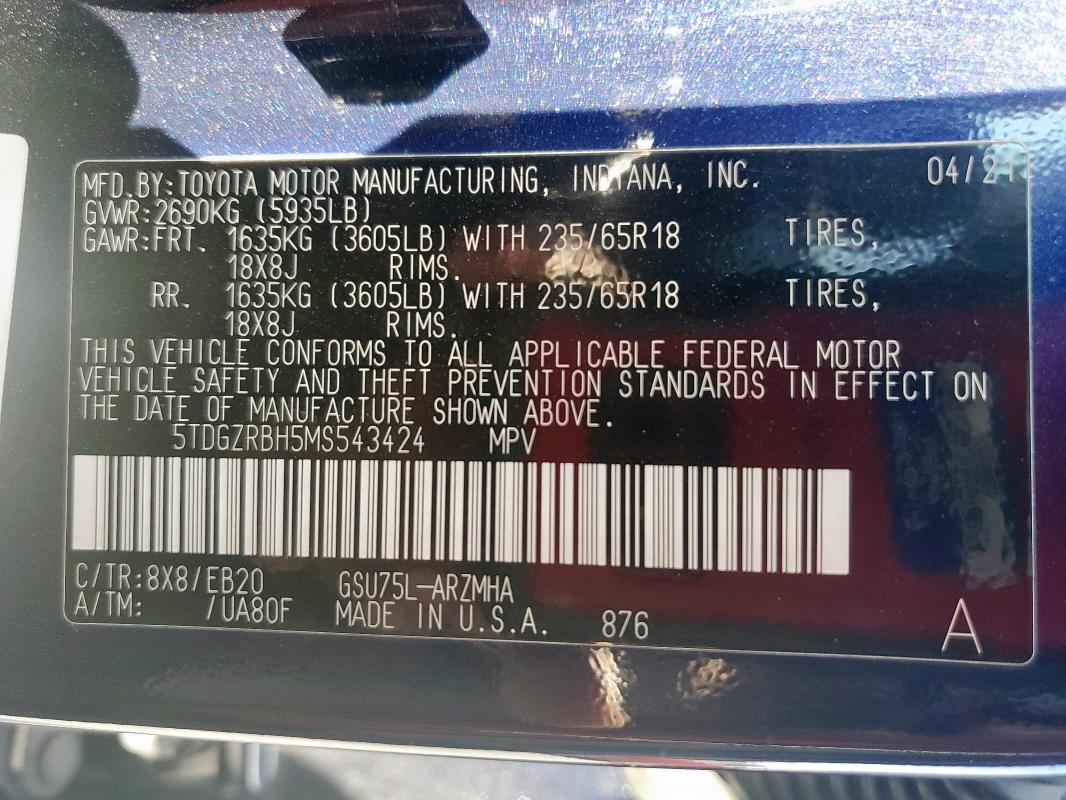 MFD.BY:TOYOTA MOTOR MANUFACTURING, INDIANA, INC. 04/21
GVWR:2690KG (5935LB)
GAWR:FRT. 1635KG (3605LB) WITH 235/65R18 TIRES,
18X8J RIMS.
RR. 1635KG (3605LB) WITH 235/65R18 TIRES,
18X8J RIMS.
THIS VEHICLE CONFORMS TO ALL APPLICABLE FEDERAL MOTOR
VEHICLE SAFETY AND THEFT PREVENTION STANDARDS IN EFFECT ON
THE DATE OF MANUFACTURE SHOWN ABOVE.
5TDGZRBH5MS543424 MPV
C/TR:8X8/EB20 GSU75L-ARZMHA
A/TM: /UA80F MADE IN U.S.A. 876 A